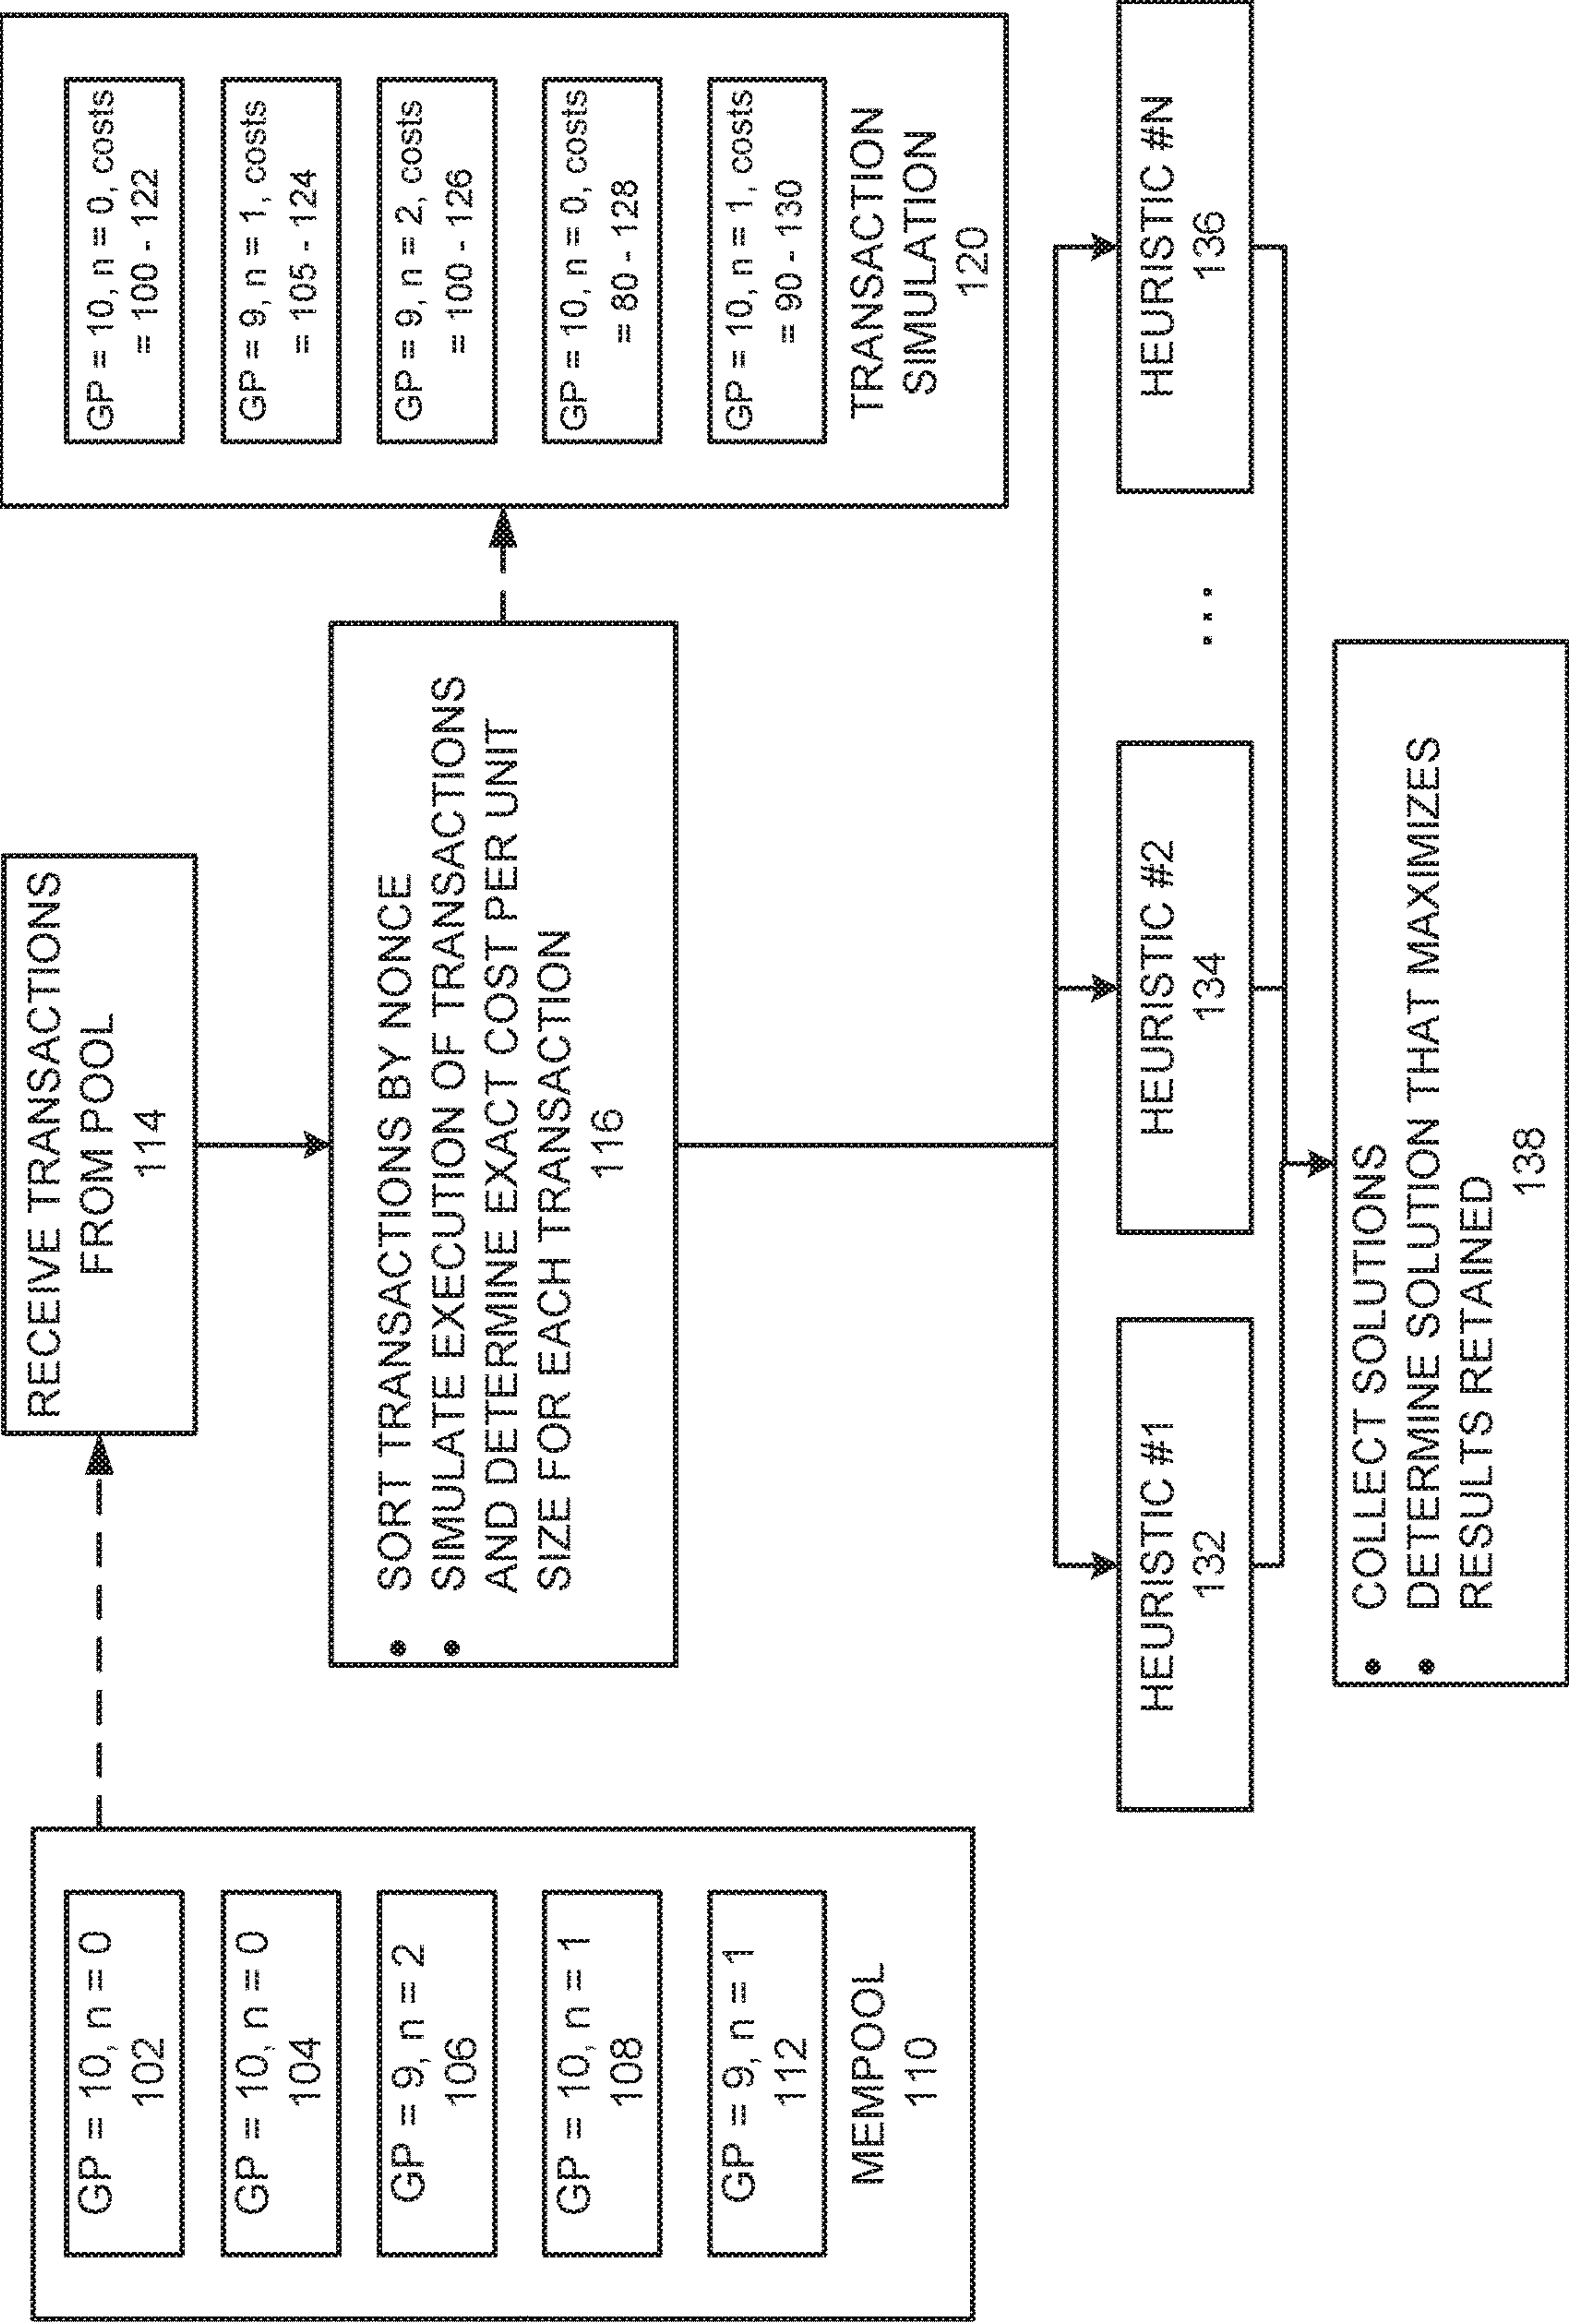 GP = 10, n = 0
102
GP = 10, n = 0
104
GP = 9, n = 2
106
GP = 10, n = 1
108
GP = 9, n = 1
112
MEMPOOL
110
RECEIVE TRANSACTIONS
FROM POOL
114
• SORT TRANSACTIONS BY NONCE
• SIMULATE EXECUTION OF TRANSACTIONS
AND DETERMINE EXACT COST PER UNIT
SIZE FOR EACH TRANSACTION
116
GP = 10, n = 0, costs
= 100 - 122
GP = 9, n = 1, costs
= 105 - 124
GP = 9, n = 2, costs
= 100 - 126
GP = 10, n = 0, costs
= 80 - 128
GP = 10, n = 1, costs
= 90 - 130
TRANSACTION
SIMULATION
120
HEURISTIC #1
132
HEURISTIC #2
134
...
HEURISTIC #N
136
• COLLECT SOLUTIONS
• DETERMINE SOLUTION THAT MAXIMIZES
RESULTS RETAINED
138